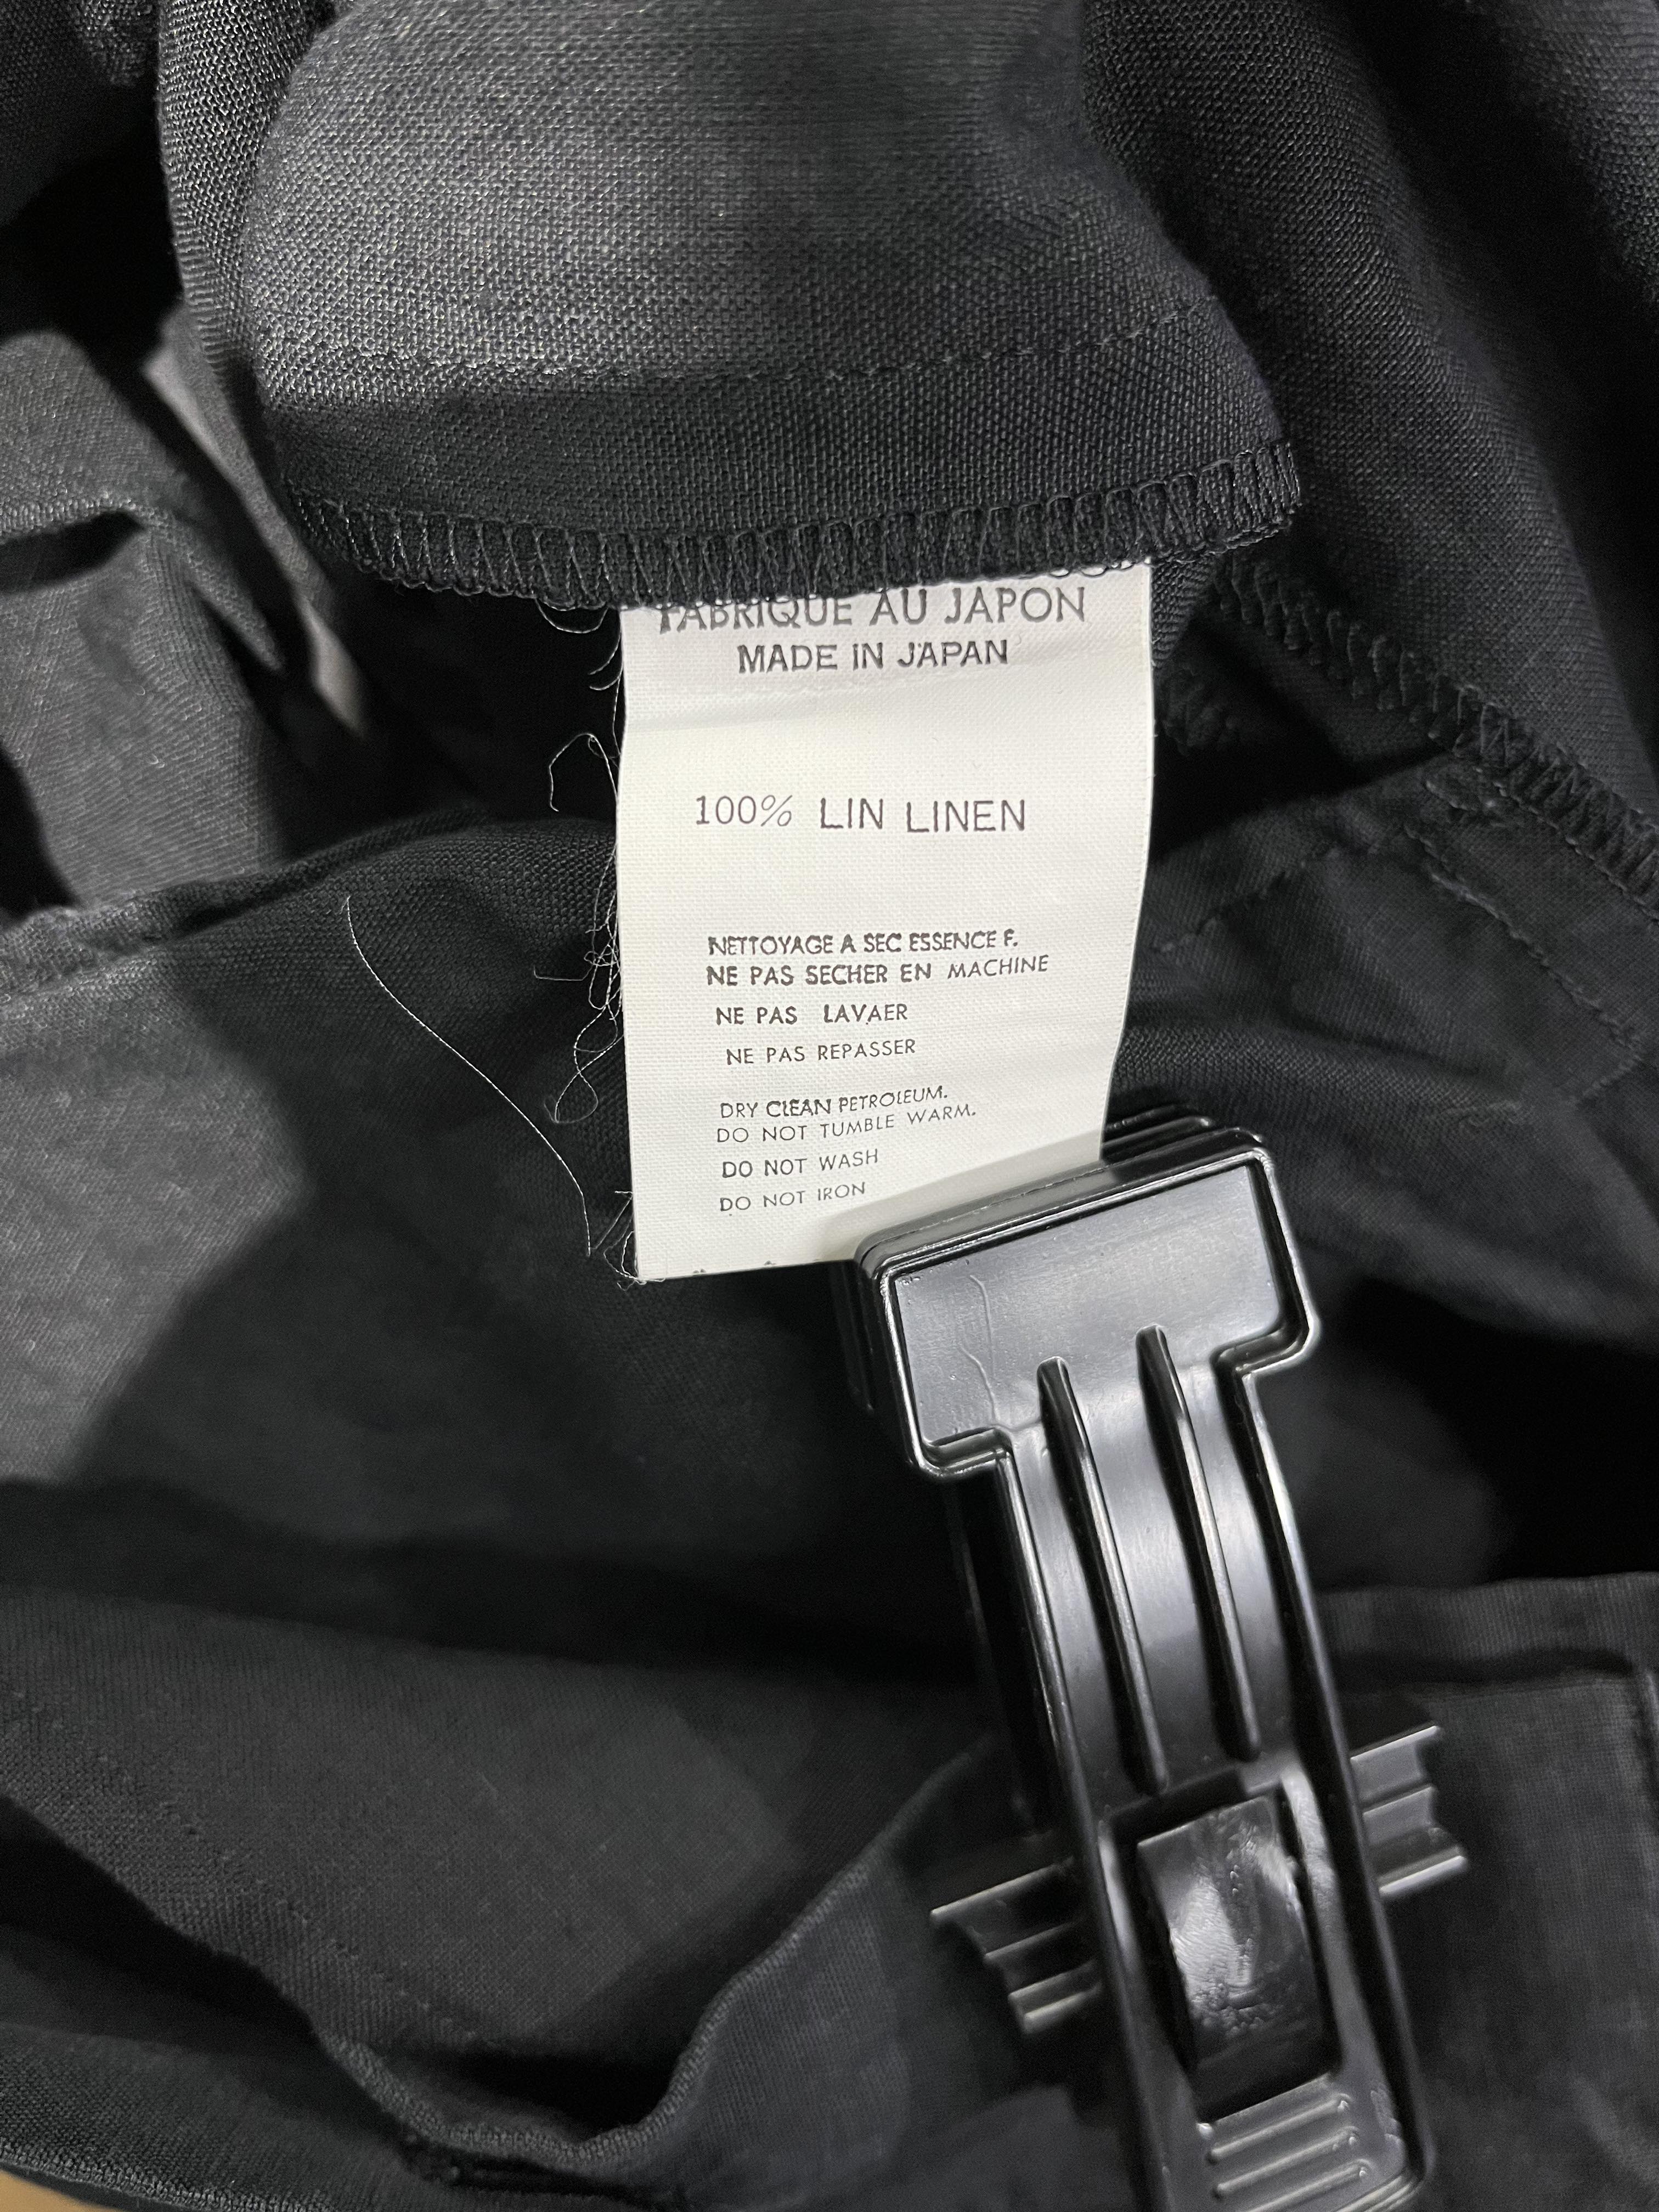 FABRIQUE AU JAPON
MADE IN JAPAN
100% LIN LINEN
NETTOYAGE A SEC ESSENCE F.
NE PAS SECHER EN MACHINE
NE PAS LAVAER
NE PAS REPASSER
DRY CLEAN PETROLEUM.
DO NOT TUMBLE WARM.
DO NOT WASH
DO NOT IRON